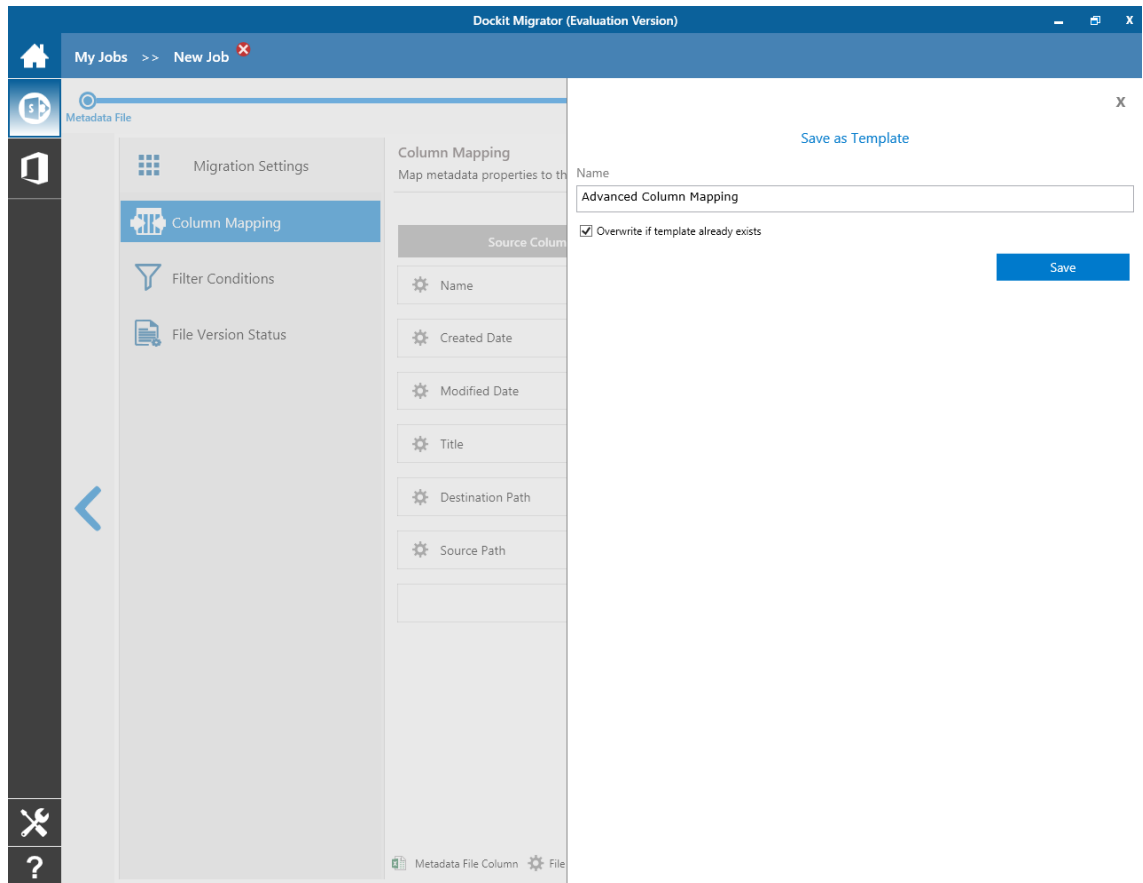 Dockit Migrator (Evaluation Version)
X
My Jobs >> New Job
Metadata File
X
Save as Template
Migration Settings
Column Mapping
Map metadata properties to th
Name
Advanced Column Mapping
Column Mapping
Overwrite if template already exists
Source Colum
Save
Filter Conditions
Name
File Version Status
Created Date
Modified Date
Title
Destination Path
Source Path
Metadata File Column
File
?